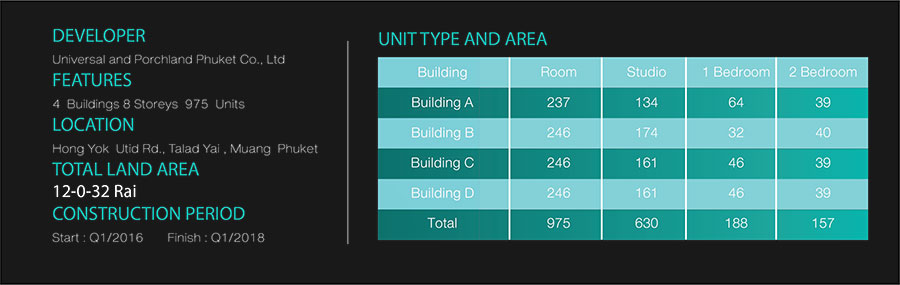 DEVELOPER
Universal and Porchland Phuket Co., Ltd
FEATURES
4 Buildings 8 Storeys 975 Units
LOCATION
Hong Yok Utid Rd., Talad Yai , Muang Phuket
TOTAL LAND AREA
12-0-32 Rai
CONSTRUCTION PERIOD
Start : Q1/2016 Finish : Q1/2018
UNIT TYPE AND AREA
Building Room Studio 1 Bedroom 2 Bedroom
Building A 237 134 64 39
Building B 246 174 32 40
Building C 246 161 46 39
Building D 246 161 46 39
Total 975 630 188 157